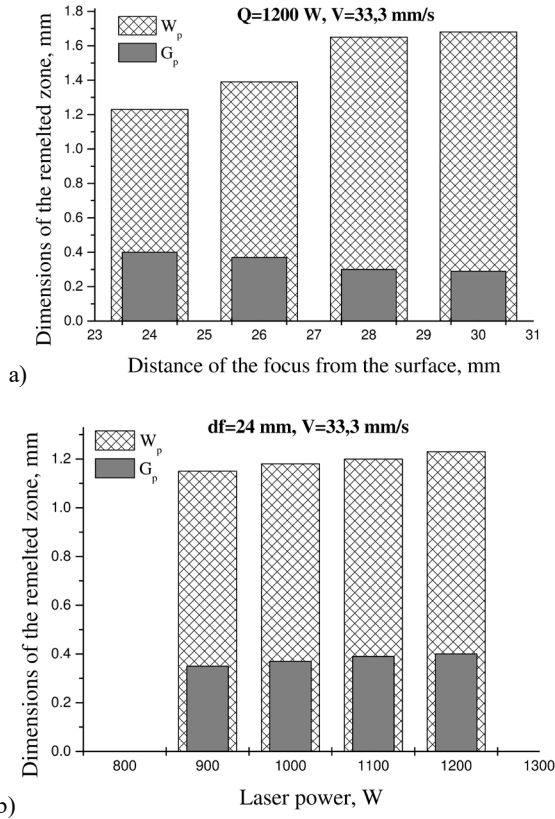 Q=1200 W, V=33,3 mm/s
W_p
G_p
Dimensions of the remelted zone, mm
1.8
1.6
1.4
1.2
1.0
0.8
0.6
0.4
0.2
0.0
23 24 25 26 27 28 29 30 31
Distance of the focus from the surface, mm
a)
df=24 mm, V=33,3 mm/s
W_p
G_p
Dimensions of the remelted zone, mm
1.2
1.0
0.8
0.6
0.4
0.2
0.0
800 900 1000 1100 1200 1300
Laser power, W
b)